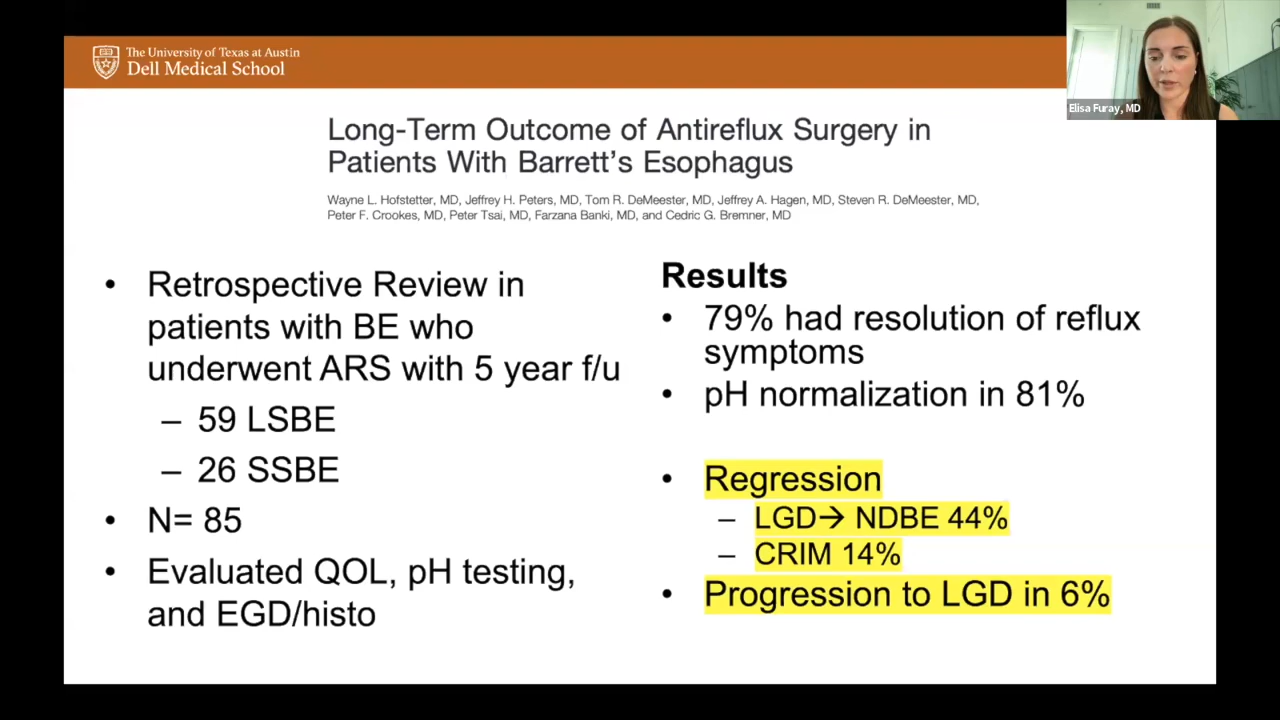 The University of Texas at Austin
Dell Medical School
Elisa Furay, MD
Long-Term Outcome of Antireflux Surgery in
Patients With Barrett's Esophagus
Wayne L. Hofstetter, MD, Jeffrey H. Peters, MD, Tom R. DeMeester, MD, Jeffrey A. Hagen, MD, Steven R. DeMeester, MD,
Peter F. Crookes, MD, Peter Tsai, MD, Farzana Banki, MD, and Cedric G. Bremner, MD
• Retrospective Review in
patients with BE who
underwent ARS with 5 year f/u
– 59 LSBE
– 26 SSBE
• N= 85
• Evaluated QOL, pH testing,
and EGD/histo
Results
• 79% had resolution of reflux
symptoms
• pH normalization in 81%
• Regression
– LGD→ NDBE 44%
– CRIM 14%
• Progression to LGD in 6%